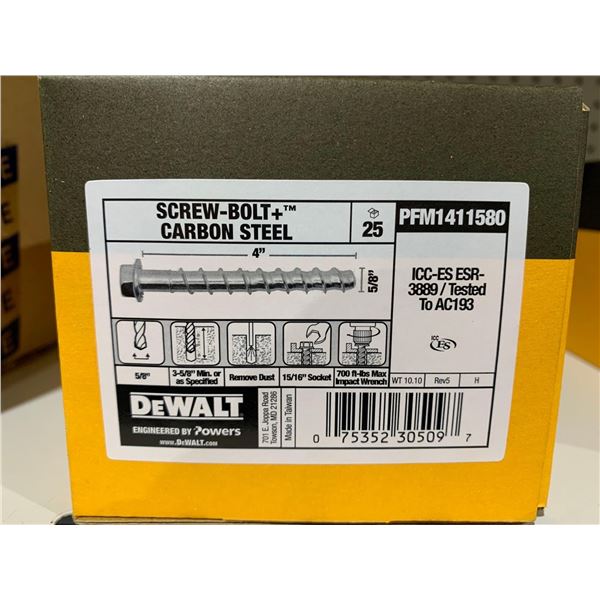 SCREW-BOLT+™
CARBON STEEL
25
PFM1411580
4"
5/8"
ICC-ES ESR-
3889 / Tested
To AC193
ICC
ES
5/8"
3-5/8" Min. or
as Specified
Remove Dust
15/16" Socket
700 ft-lbs Max
Impact Wrench
WT 10.10
Rev5
H
DEWALT
ENGINEERED BY Powers
www.DeWALT.com
701 E. Joppa Road
Towson, MD 21286
Made in Taiwan
0 75352 30509 7